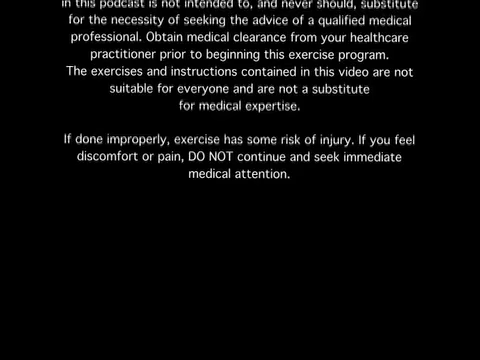 in this podcast is not intended to, and never should, substitute
for the necessity of seeking the advice of a qualified medical
professional. Obtain medical clearance from your healthcare
practitioner prior to beginning this exercise program.
The exercises and instructions contained in this video are not
suitable for everyone and are not a substitute
for medical expertise.
If done improperly, exercise has some risk of injury. If you feel
discomfort or pain, DO NOT continue and seek immediate
medical attention.